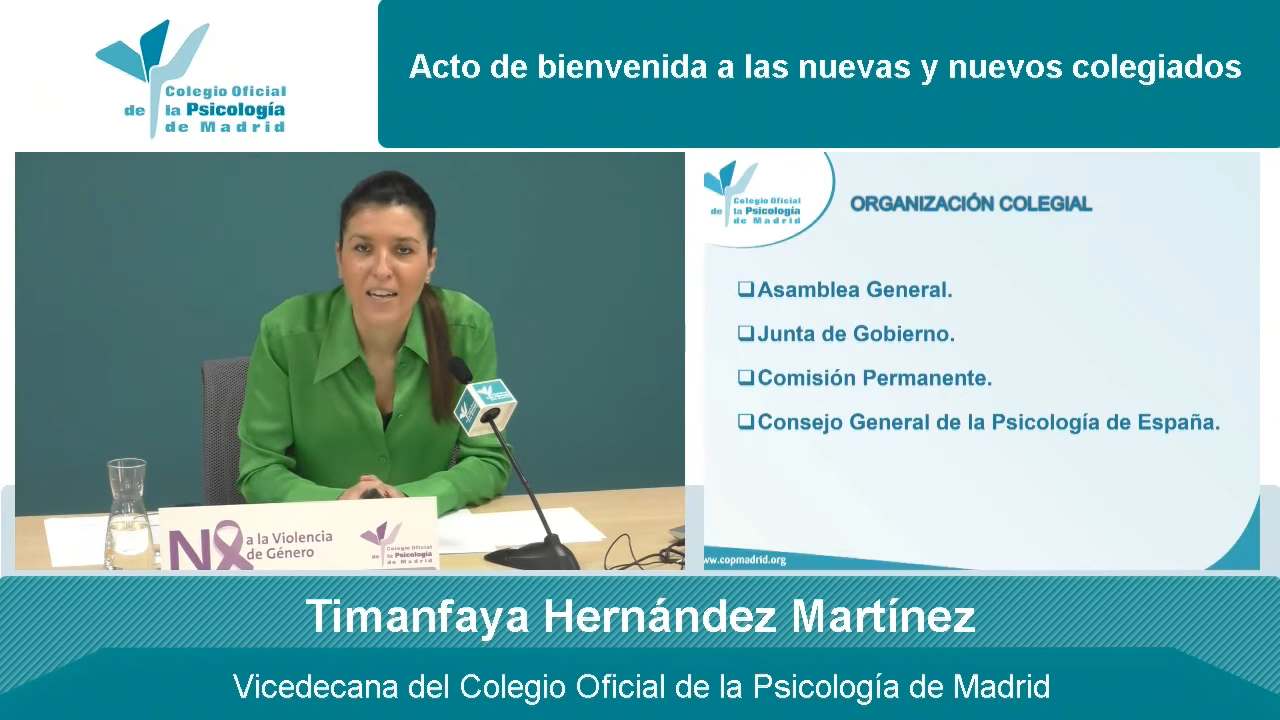 Colegio Oficial
de la Psicología
de Madrid
Acto de bienvenida a las nuevas y nuevos colegiados
Colegio Oficial
de la Psicología
de Madrid
ORGANIZACIÓN COLEGIAL
Asamblea General.
Junta de Gobierno.
Comisión Permanente.
Consejo General de la Psicología de España.
ww.copmadrid.org
NO a la Violencia
de Género
Colegio Oficial
de la Psicología
de Madrid
Timanfaya Hernández Martínez
Vicedecana del Colegio Oficial de la Psicología de Madrid